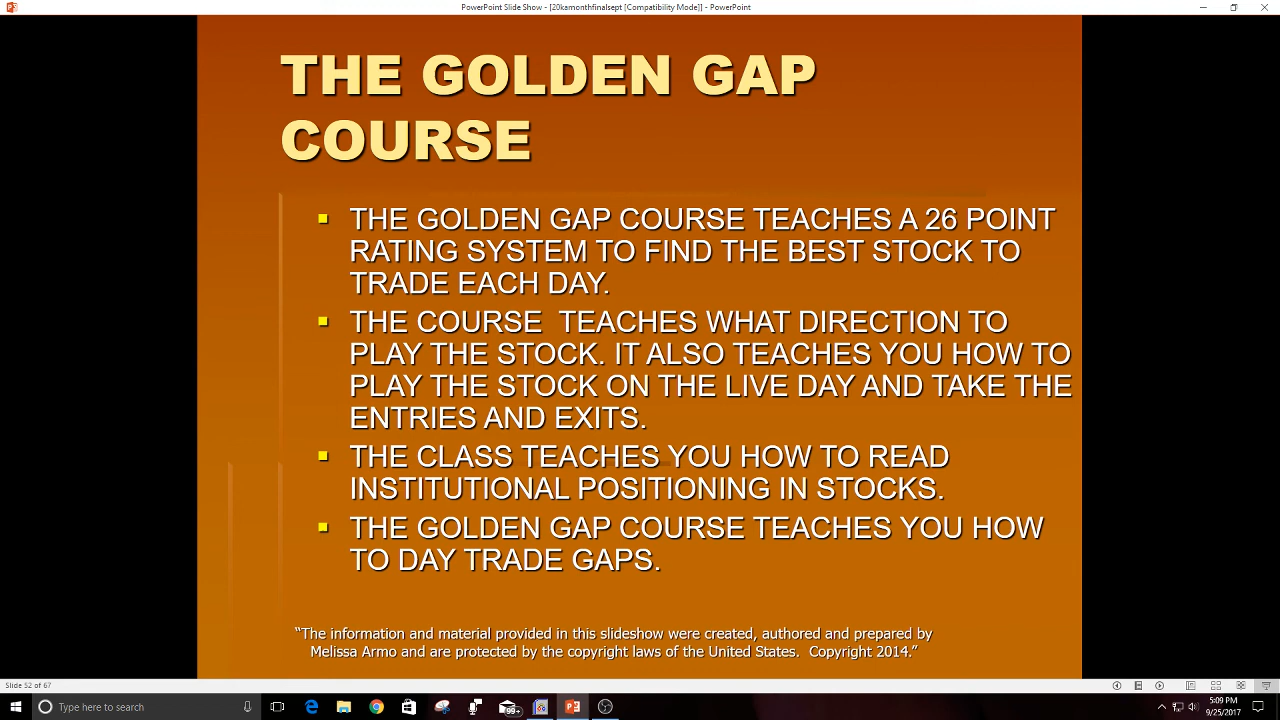 PowerPoint Slide Show - [20kamonthfinalsept [Compatibility Mode]] - PowerPoint
THE GOLDEN GAP
COURSE
THE GOLDEN GAP COURSE TEACHES A 26 POINT
RATING SYSTEM TO FIND THE BEST STOCK TO
TRADE EACH DAY.
THE COURSE  TEACHES WHAT DIRECTION TO
PLAY THE STOCK. IT ALSO TEACHES YOU HOW TO
PLAY THE STOCK ON THE LIVE DAY AND TAKE THE
ENTRIES AND EXITS.
THE CLASS TEACHES YOU HOW TO READ
INSTITUTIONAL POSITIONING IN STOCKS.
THE GOLDEN GAP COURSE TEACHES YOU HOW
TO DAY TRADE GAPS.
“The information and material provided in this slideshow were created, authored and prepared by
Melissa Armo and are protected by the copyright laws of the United States.  Copyright 2014.”
Slide 52 of 67
Type here to search
99+
5:09 PM
9/25/2017